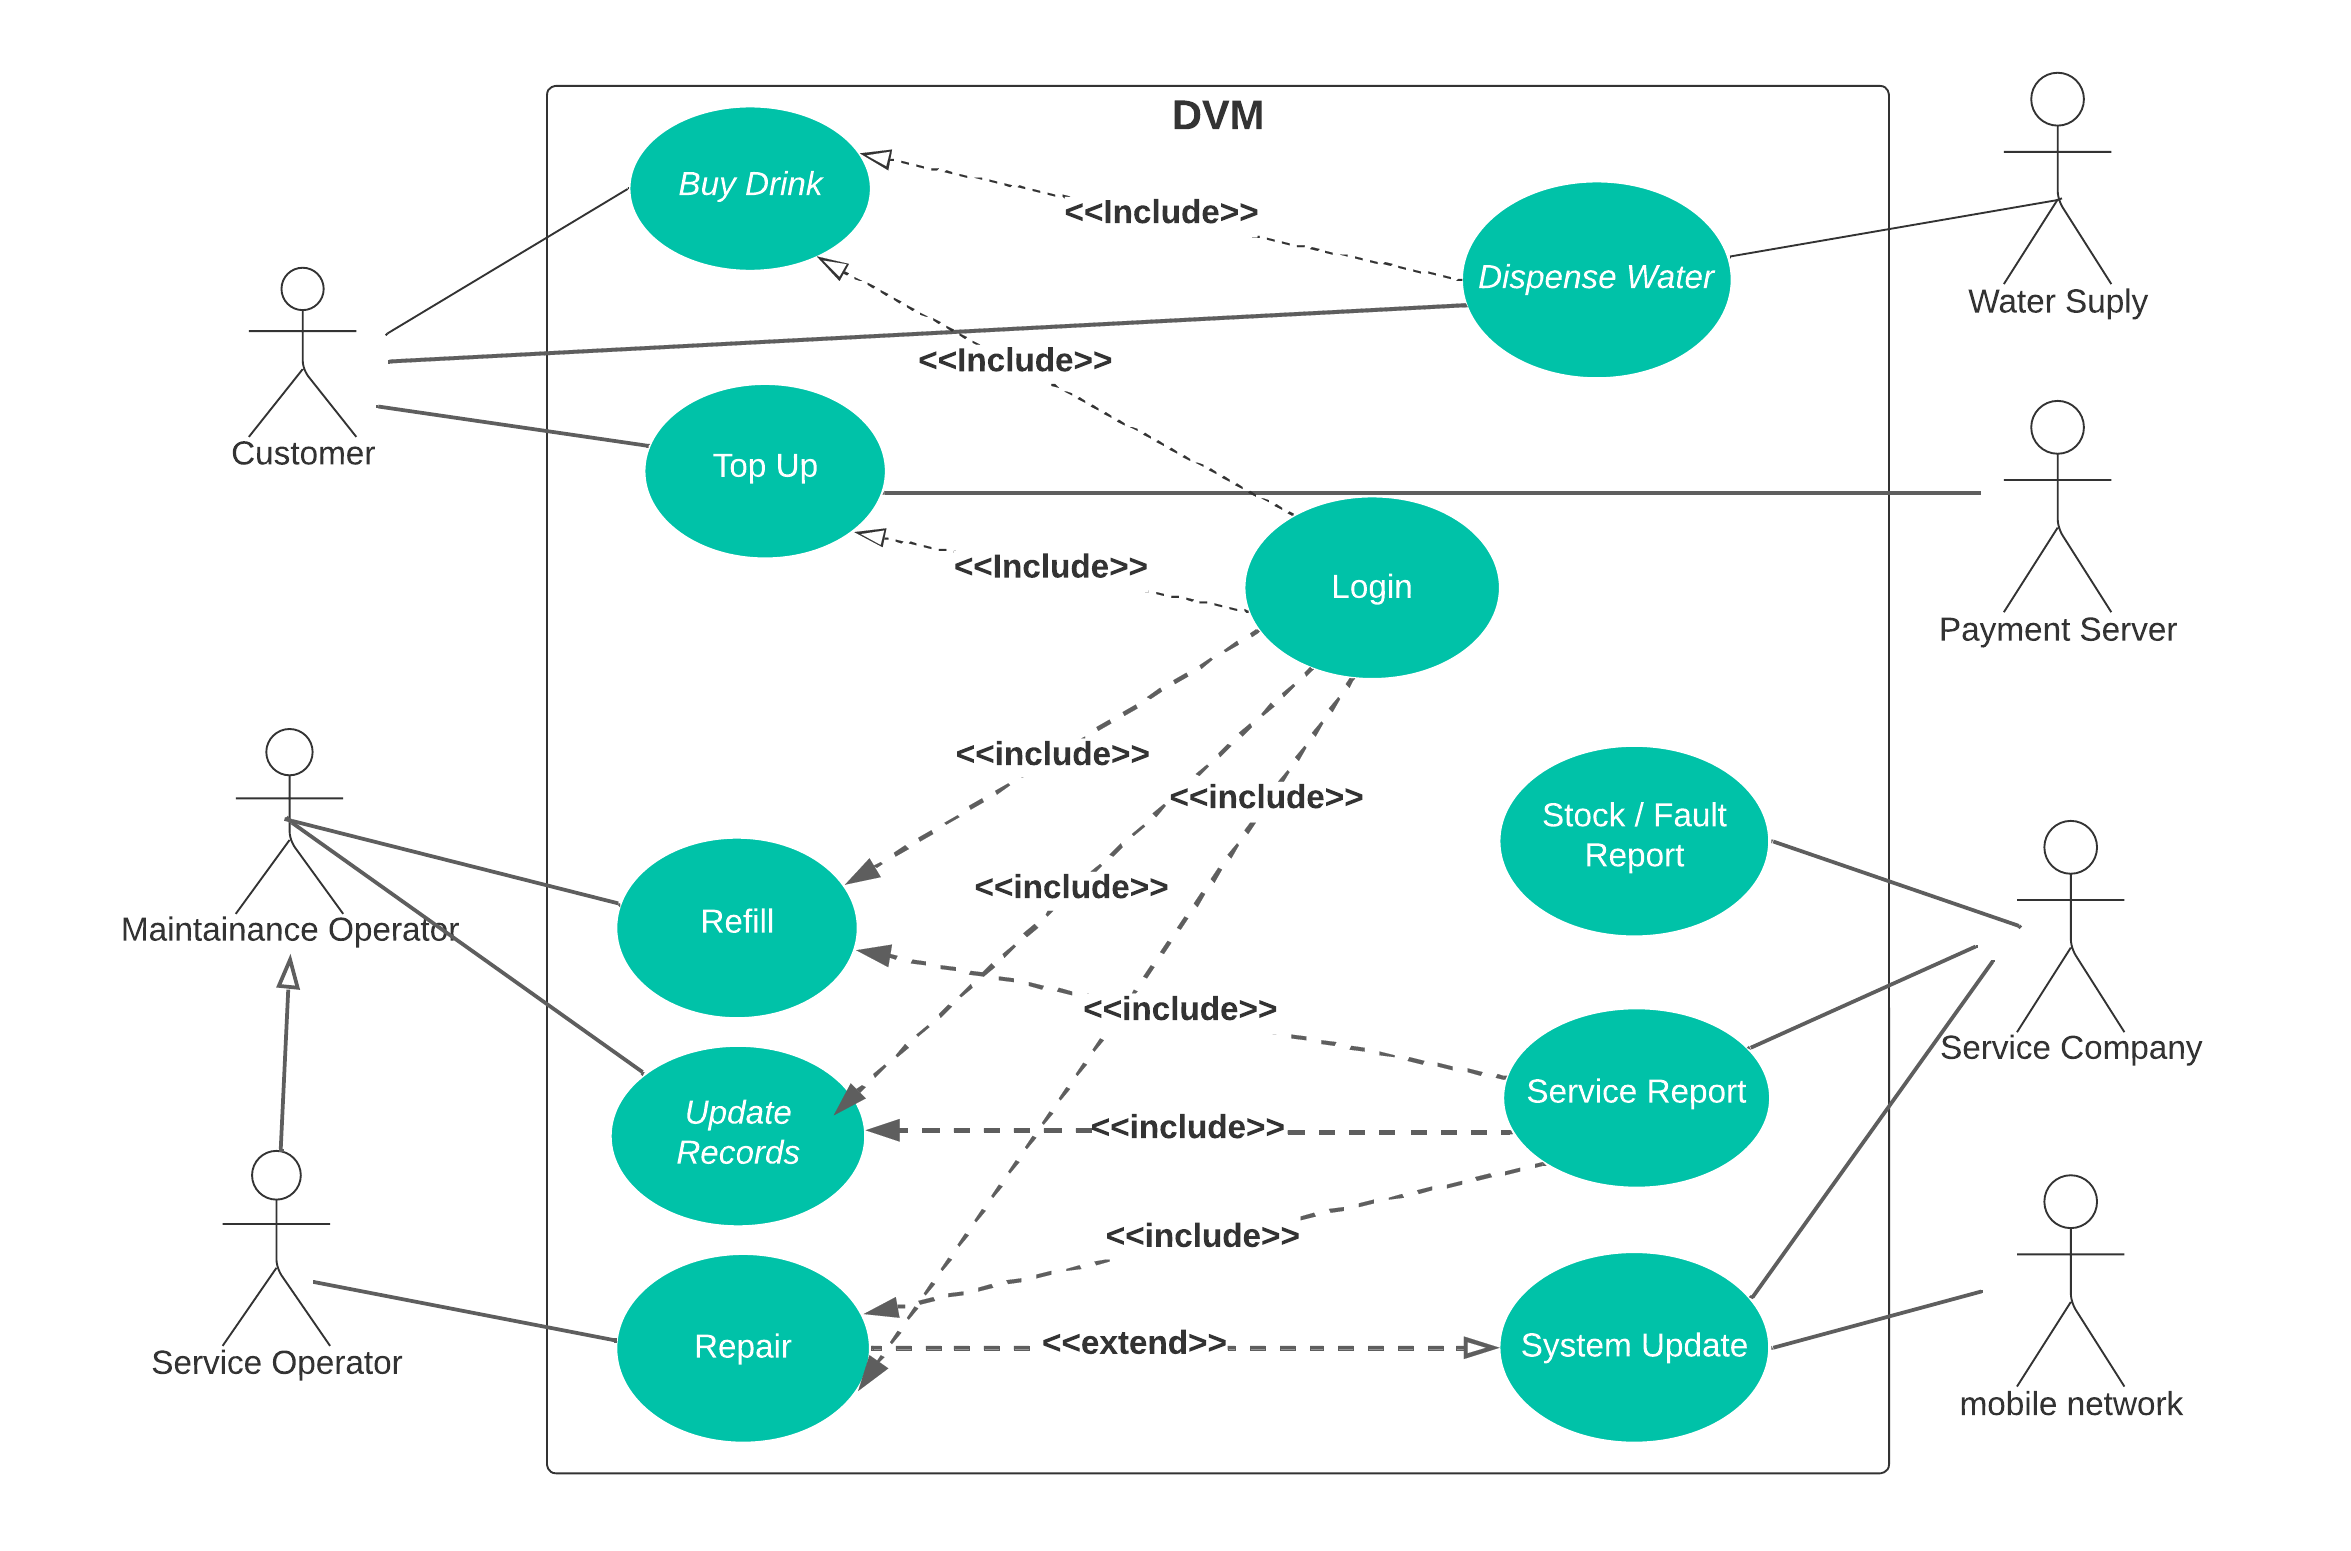 DVM
Buy Drink
<<Include>>
Dispense Water
Water Suply
<<Include>>
Customer
Top Up
<<Include>>
Login
Payment Server
<<include>>
<<include>>
Stock / Fault
Report
<<include>>
Maintainance Operator
Refill
<<include>>
Service Company
Service Report
Update
Records
<<include>>
<<include>>
Repair
<<extend>>
System Update
Service Operator
mobile network